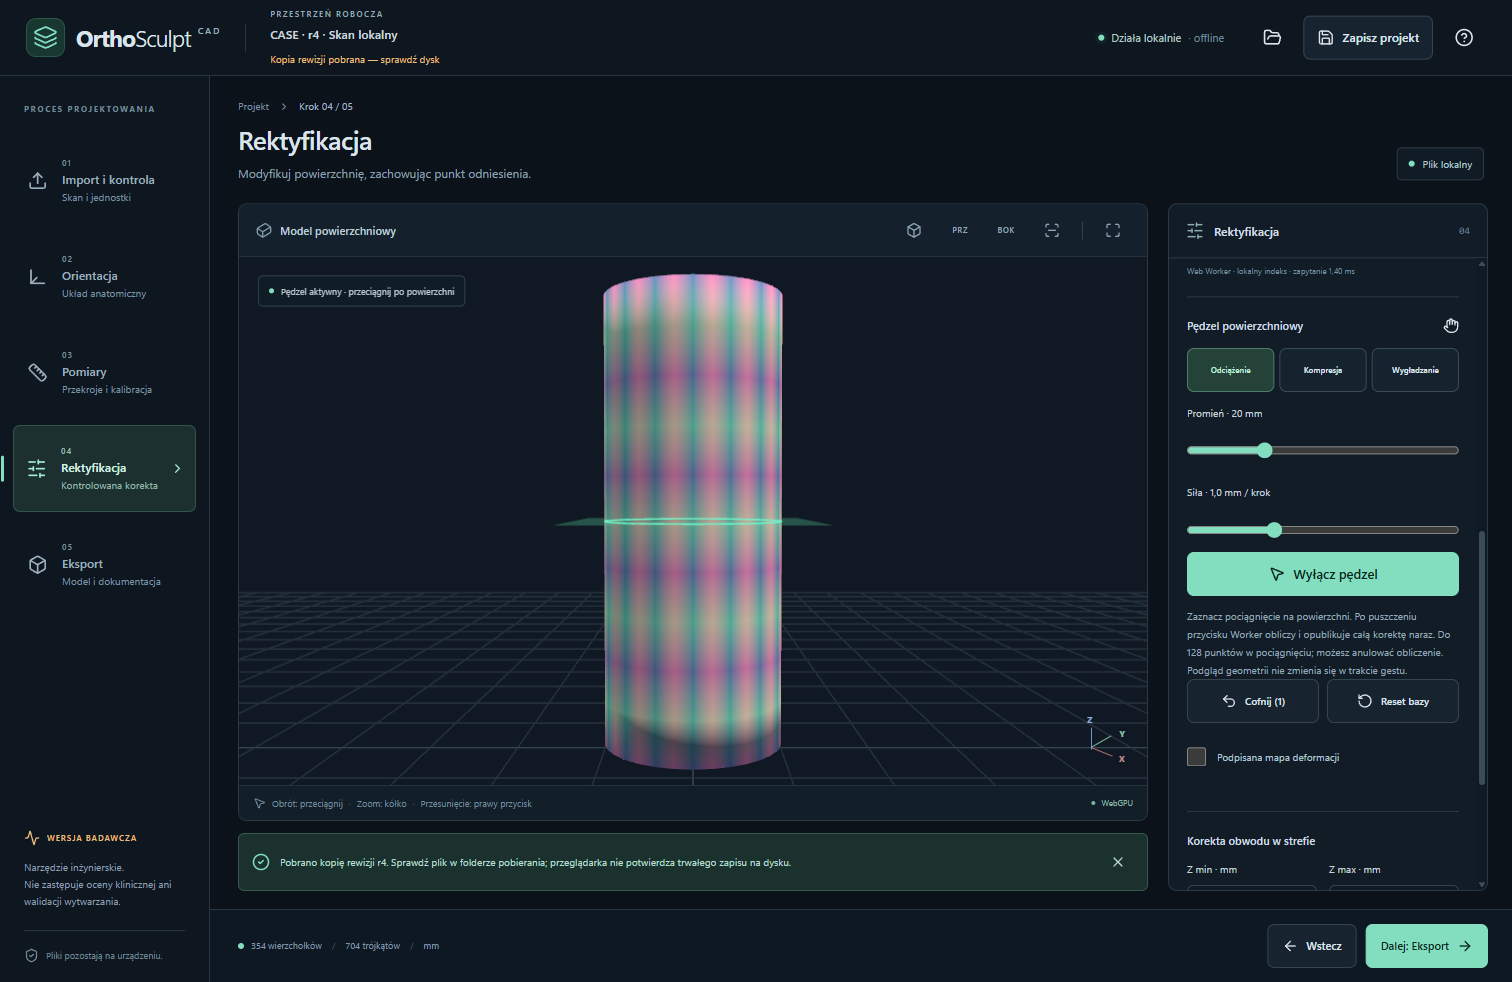 OrthoSculpt CAD
PRZESTRZEŃ ROBOCZA
CASE · r4 · Skan lokalny
Kopia rewizji pobrana — sprawdź dysk
Działa lokalnie · offline
Zapisz projekt
PROCES PROJEKTOWANIA
01
Import i kontrola
Skan i jednostki
02
Orientacja
Układ anatomiczny
03
Pomiary
Przekroje i kalibracja
04
Rektyfikacja
Kontrolowana korekta
05
Eksport
Model i dokumentacja
WERSJA BADAWCZA
Narzędzie inżynierskie.
Nie zastępuje oceny klinicznej ani
walidacji wytwarzania.
Pliki pozostają na urządzeniu.
Projekt > Krok 04 / 05
Rektyfikacja
Modyfikuj powierzchnię, zachowując punkt odniesienia.
Plik lokalny
Model powierzchniowy
PRZ
BOK
Pędzel aktywny · przeciągnij po powierzchni
Z
Y
X
Obrót: przeciągnij · Zoom: kółko · Przesunięcie: prawy przycisk
WebGPU
Pobrano kopię rewizji r4. Sprawdź plik w folderze pobierania; przeglądarka nie potwierdza trwałego zapisu na dysku.
Rektyfikacja
04
Web Worker · lokalny indeks · zapytanie 1,40 ms
Pędzel powierzchniowy
Odciążenie
Kompresja
Wygładzanie
Promień · 20 mm
Siła · 1,0 mm / krok
Wyłącz pędzel
Zaznacz pociągnięcie na powierzchni. Po puszczeniu
przycisku Worker obliczy i opublikuje całą korektę naraz. Do
128 punktów w pociągnięciu; możesz anulować obliczenie.
Podgląd geometrii nie zmienia się w trakcie gestu.
Cofnij (1)
Reset bazy
Podpisana mapa deformacji
Korekta obwodu w strefie
Z min · mm
Z max · mm
354 wierzchołków / 704 trójkątów / mm
Wstecz
Dalej: Eksport